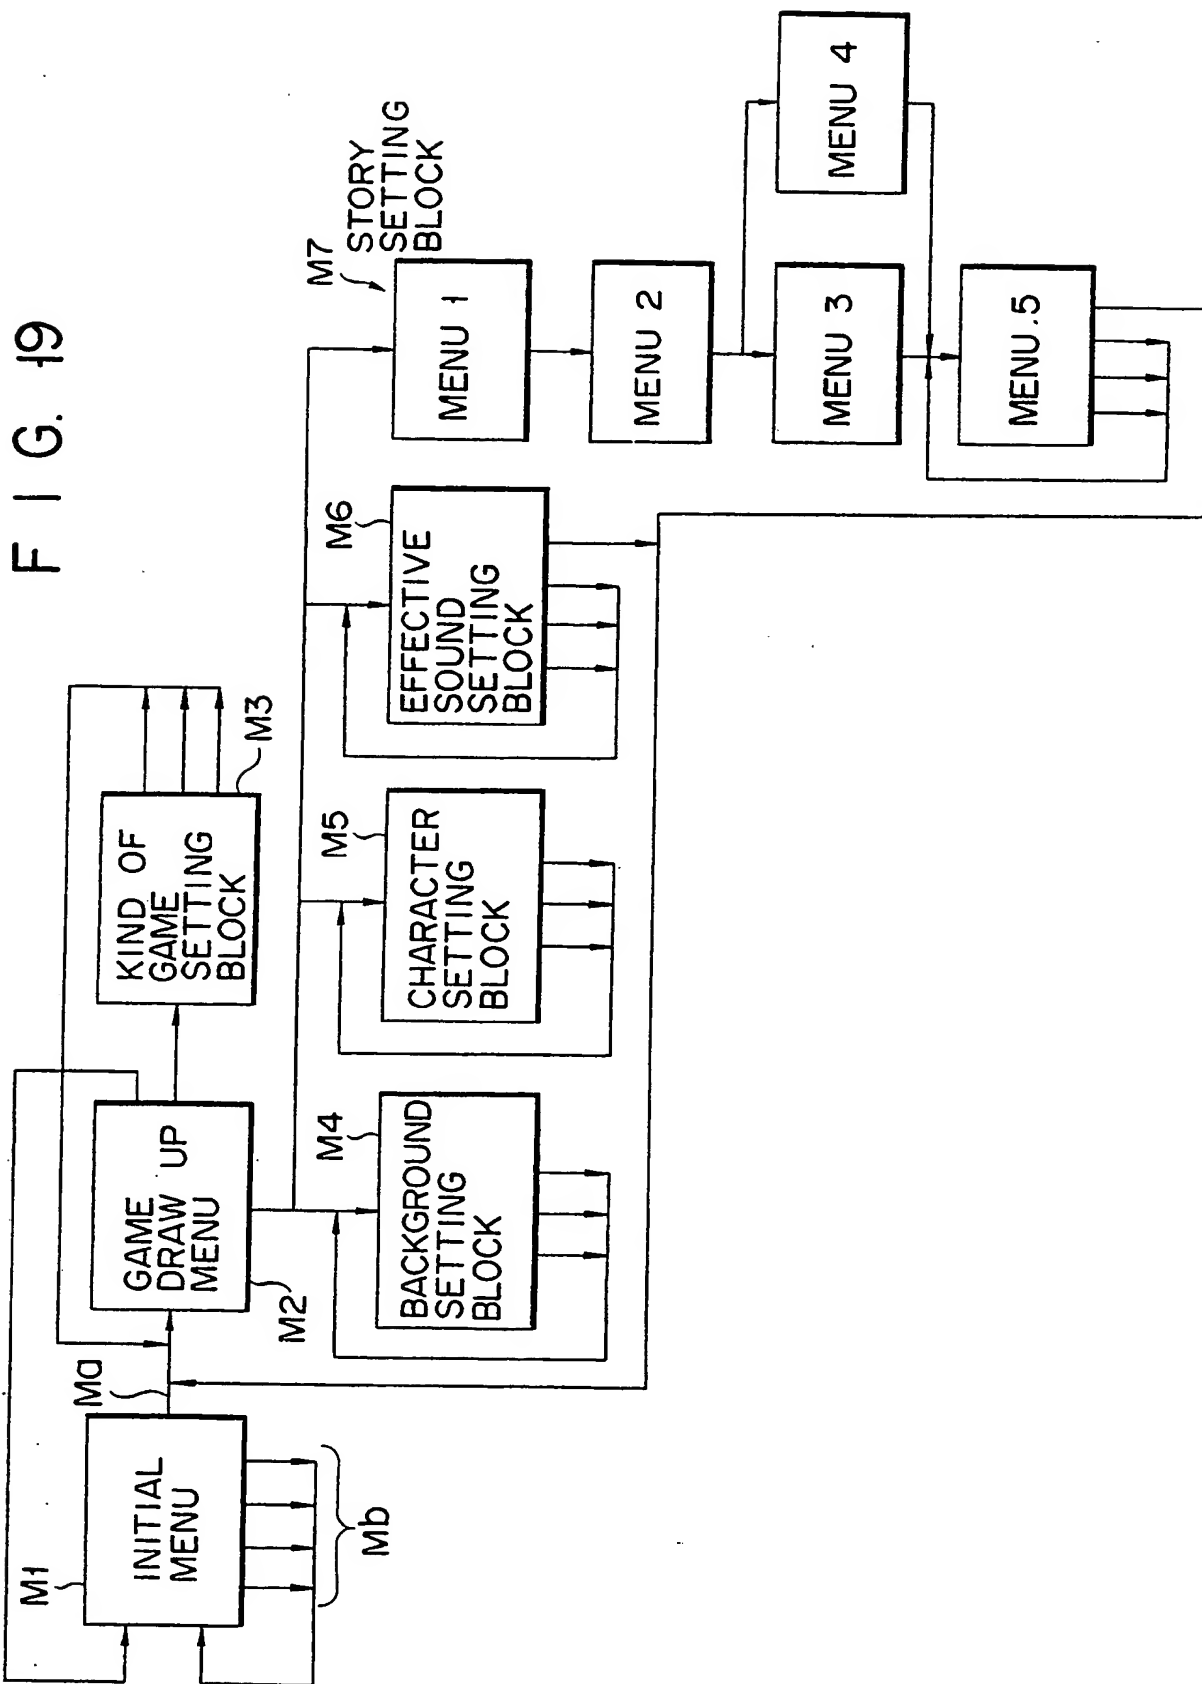 FIG. 19
M1
INITIAL
MENU
Mb
Ma
GAME
DRAW UP
MENU
M2
KIND OF
GAME
SETTING
BLOCK
M3
M4
BACKGROUND
SETTING
BLOCK
M5
CHARACTER
SETTING
BLOCK
M6
EFFECTIVE
SOUND
SETTING
BLOCK
M7
STORY
SETTING
BLOCK
MENU 1
MENU 2
MENU 3
MENU 4
MENU.5